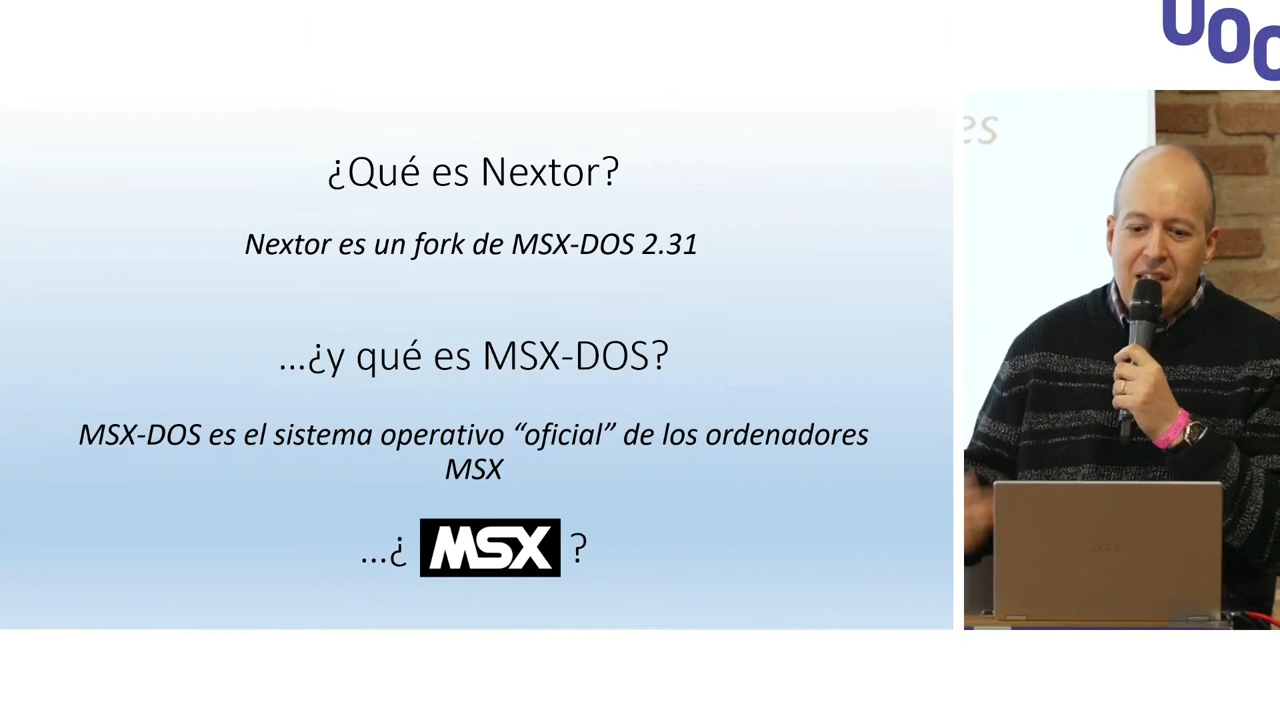 UOC
¿Qué es Nextor?
Nextor es un fork de MSX-DOS 2.31
...¿y qué es MSX-DOS?
MSX-DOS es el sistema operativo “oficial” de los ordenadores
MSX
...¿ MSX ?
es